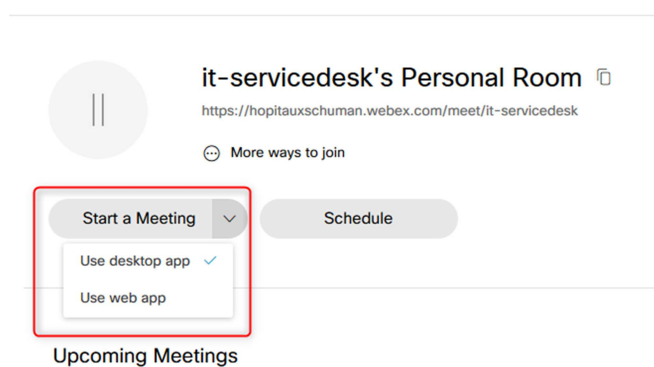 it-servicedesk's Personal Room
https://hopitauxschuman.webex.com/meet/it-servicedesk
More ways to join
Start a Meeting
Schedule
Use desktop app
Use web app
Upcoming Meetings